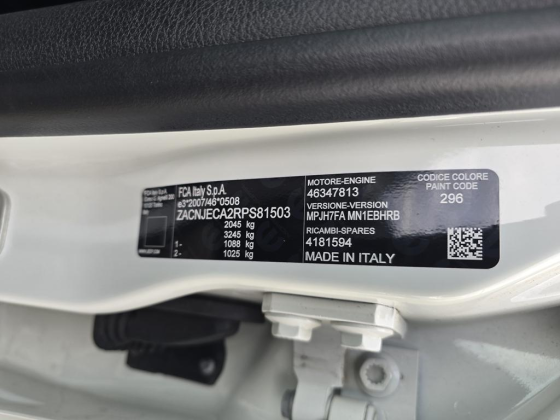 FCA Italy S.p.A.
e3*2007/46*0508
ZACNJECA2RPS81503
2045 kg
3245 kg
1- 1088 kg
2- 1025 kg
MOTORE-ENGINE
46347813
VERSIONE-VERSION
MPJH7FA MN1EBHRB
RICAMBI-SPARES
4181594
MADE IN ITALY
CODICE COLORE
PAINT CODE
296